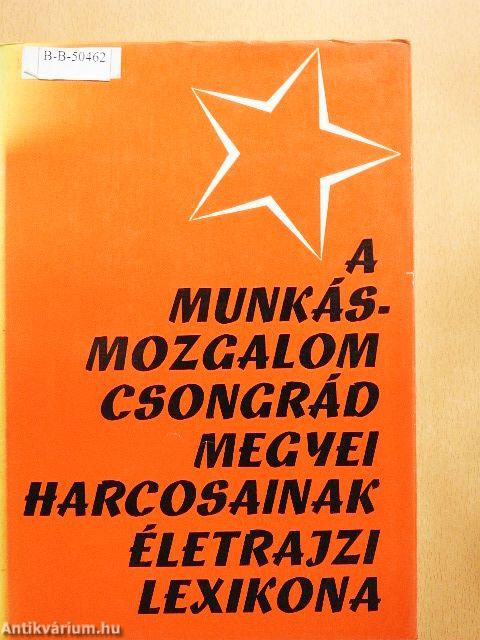 B-B-50462
A
MUNKÁS-
MOZGALOM
CSONGRÁD
MEGYEI
HARCOSAINAK
ÉLETRAJZI
LEXIKONA
Antikvárium.hu